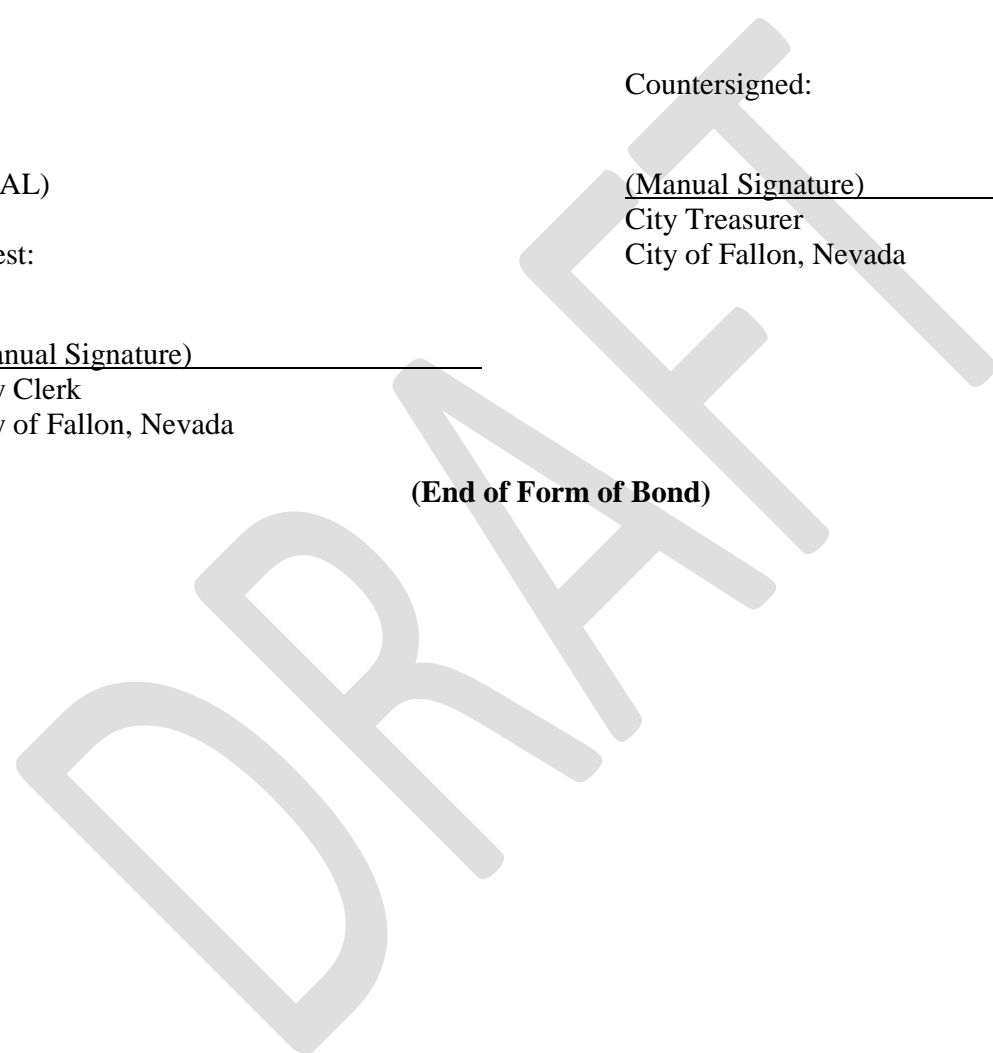 Countersigned:
AL)
(Manual Signature)
City Treasurer
est:
City of Fallon, Nevada
anual Signature)
y Clerk
y of Fallon, Nevada
(End of Form of Bond)
DRAFT